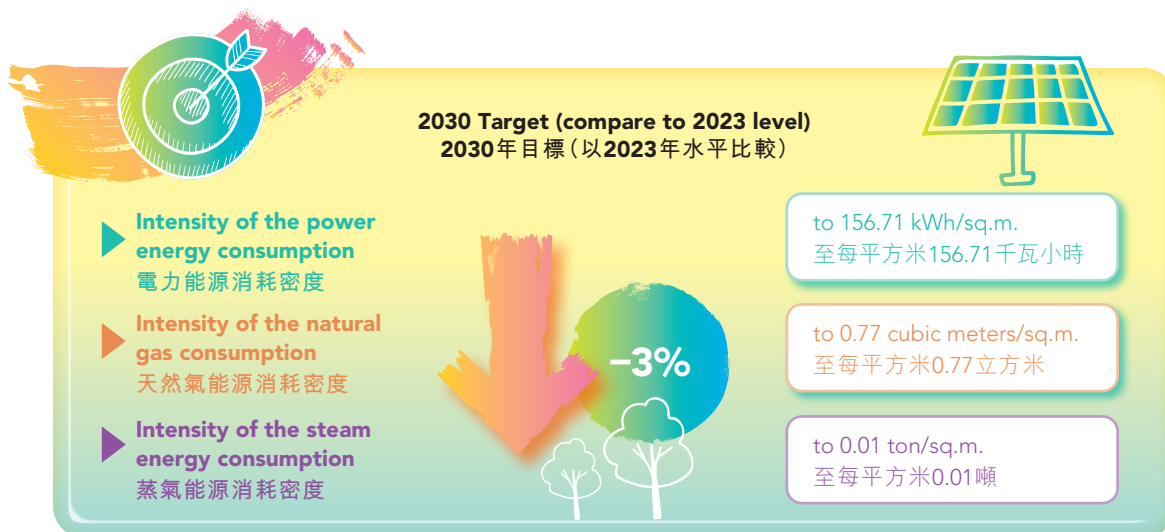 2030 Target (compare to 2023 level)
2030年目標（以2023年水平比較）
Intensity of the power
energy consumption
電力能源消耗密度
to 156.71 kWh/sq.m.
至每平方米156.71千瓦小時
Intensity of the natural
gas consumption
天然氣能源消耗密度
−3%
to 0.77 cubic meters/sq.m.
至每平方米0.77立方米
Intensity of the steam
energy consumption
蒸氣能源消耗密度
to 0.01 ton/sq.m.
至每平方米0.01噸